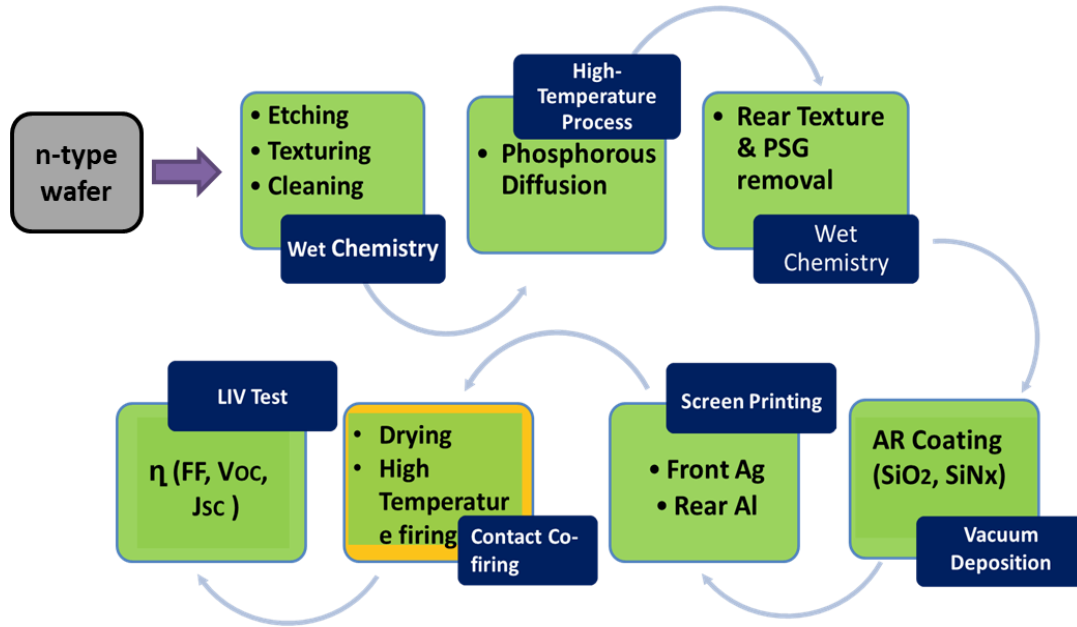 n-type
wafer
• Etching
• Texturing
• Cleaning
Wet Chemistry
High-
Temperature
Process
• Phosphorous
Diffusion
• Rear Texture
& PSG
removal
Wet
Chemistry
AR Coating
(SiO2, SiNx)
Vacuum
Deposition
Screen Printing
• Front Ag
• Rear Al
• Drying
• High
Temperatur
e firing
Contact Co-
firing
LIV Test
η (FF, VOC,
JSC )